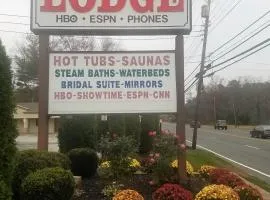 LODGE
HBO • ESPN • PHONES
HOT TUBS-SAUNAS
STEAM BATHS-WATERBEDS
BRIDAL SUITE-MIRRORS
HBO-SHOWTIME-ESPN-CNN